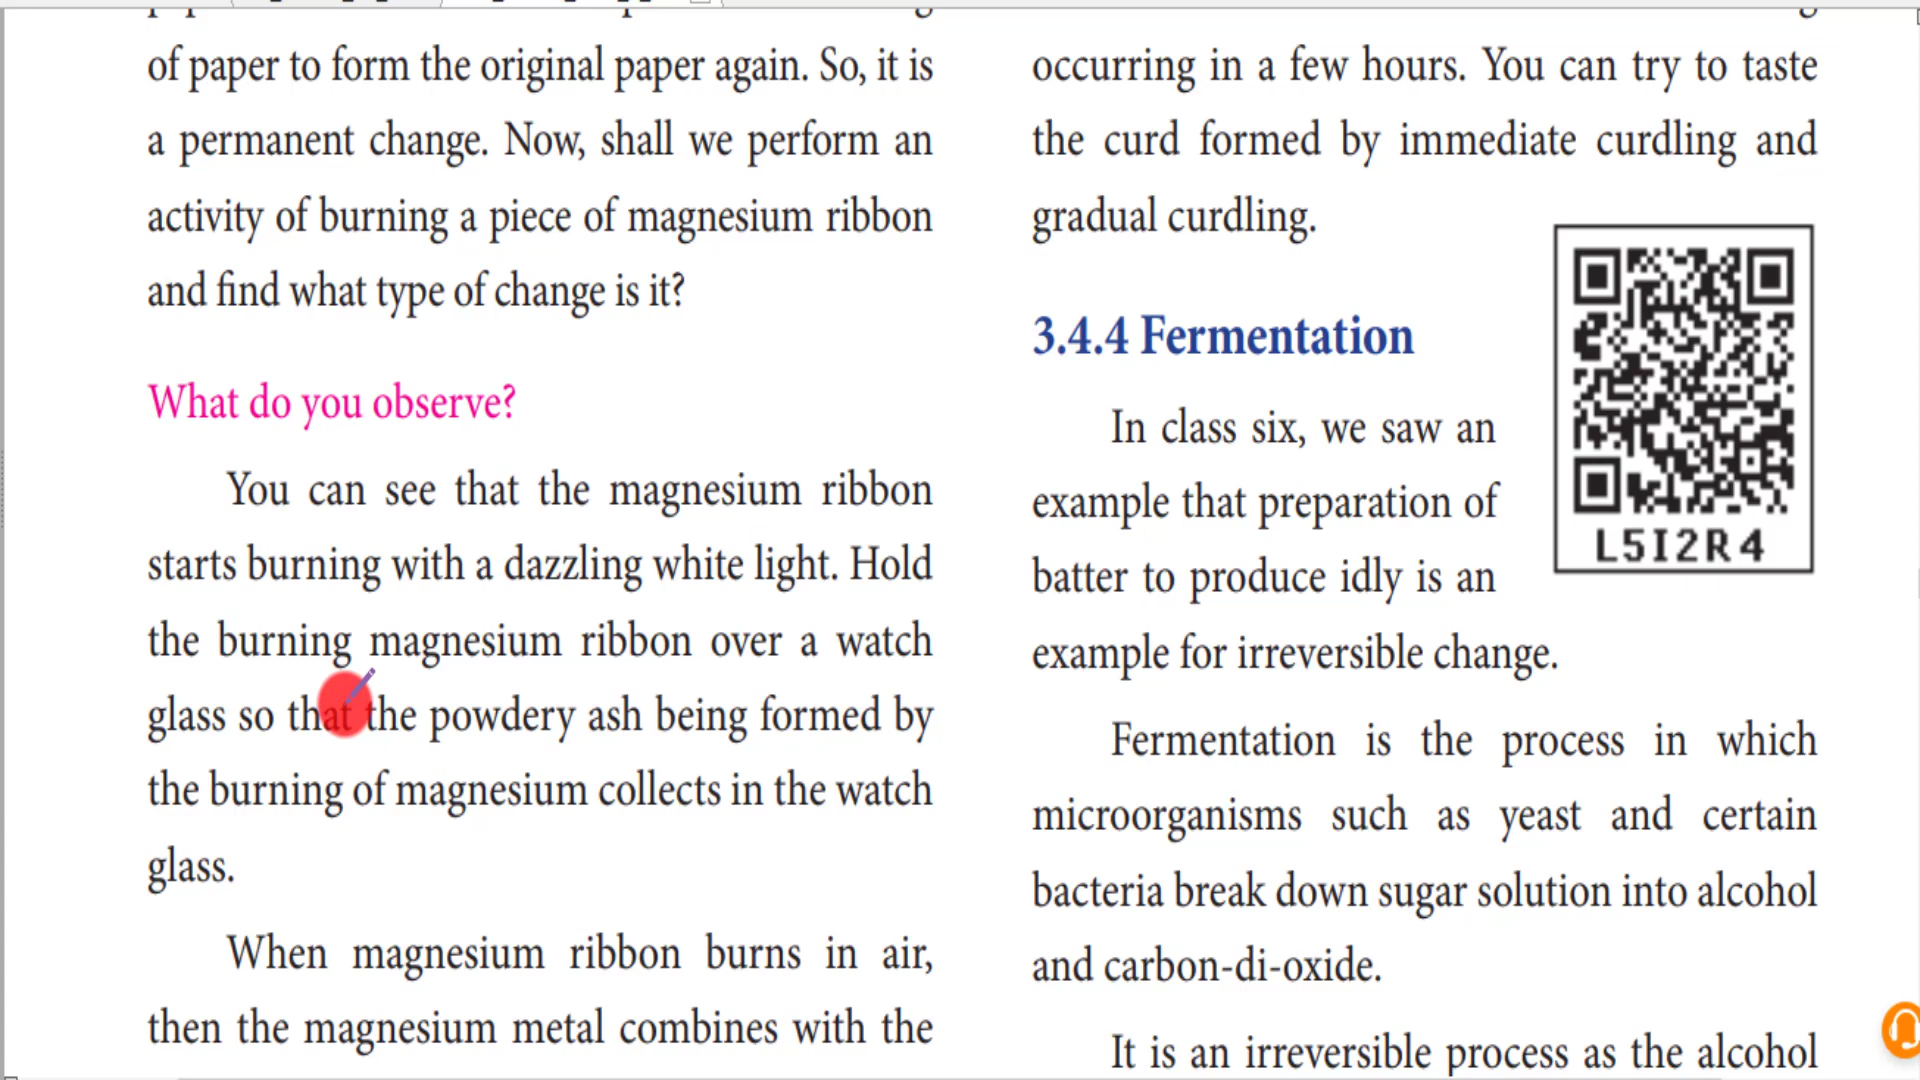 of paper to form the original paper again. So, it is
a permanent change. Now, shall we perform an
activity of burning a piece of magnesium ribbon
and find what type of change is it?
What do you observe?
You can see that the magnesium ribbon
starts burning with a dazzling white light. Hold
the burning magnesium ribbon over a watch
glass so that the powdery ash being formed by
the burning of magnesium collects in the watch
glass.
When magnesium ribbon burns in air,
then the magnesium metal combines with the
occurring in a few hours. You can try to taste
the curd formed by immediate curdling and
gradual curdling.
3.4.4 Fermentation
In class six, we saw an
example that preparation of
batter to produce idly is an
example for irreversible change.
L5I2R4
Fermentation is the process in which
microorganisms such as yeast and certain
bacteria break down sugar solution into alcohol
and carbon-di-oxide.
It is an irreversible process as the alcohol